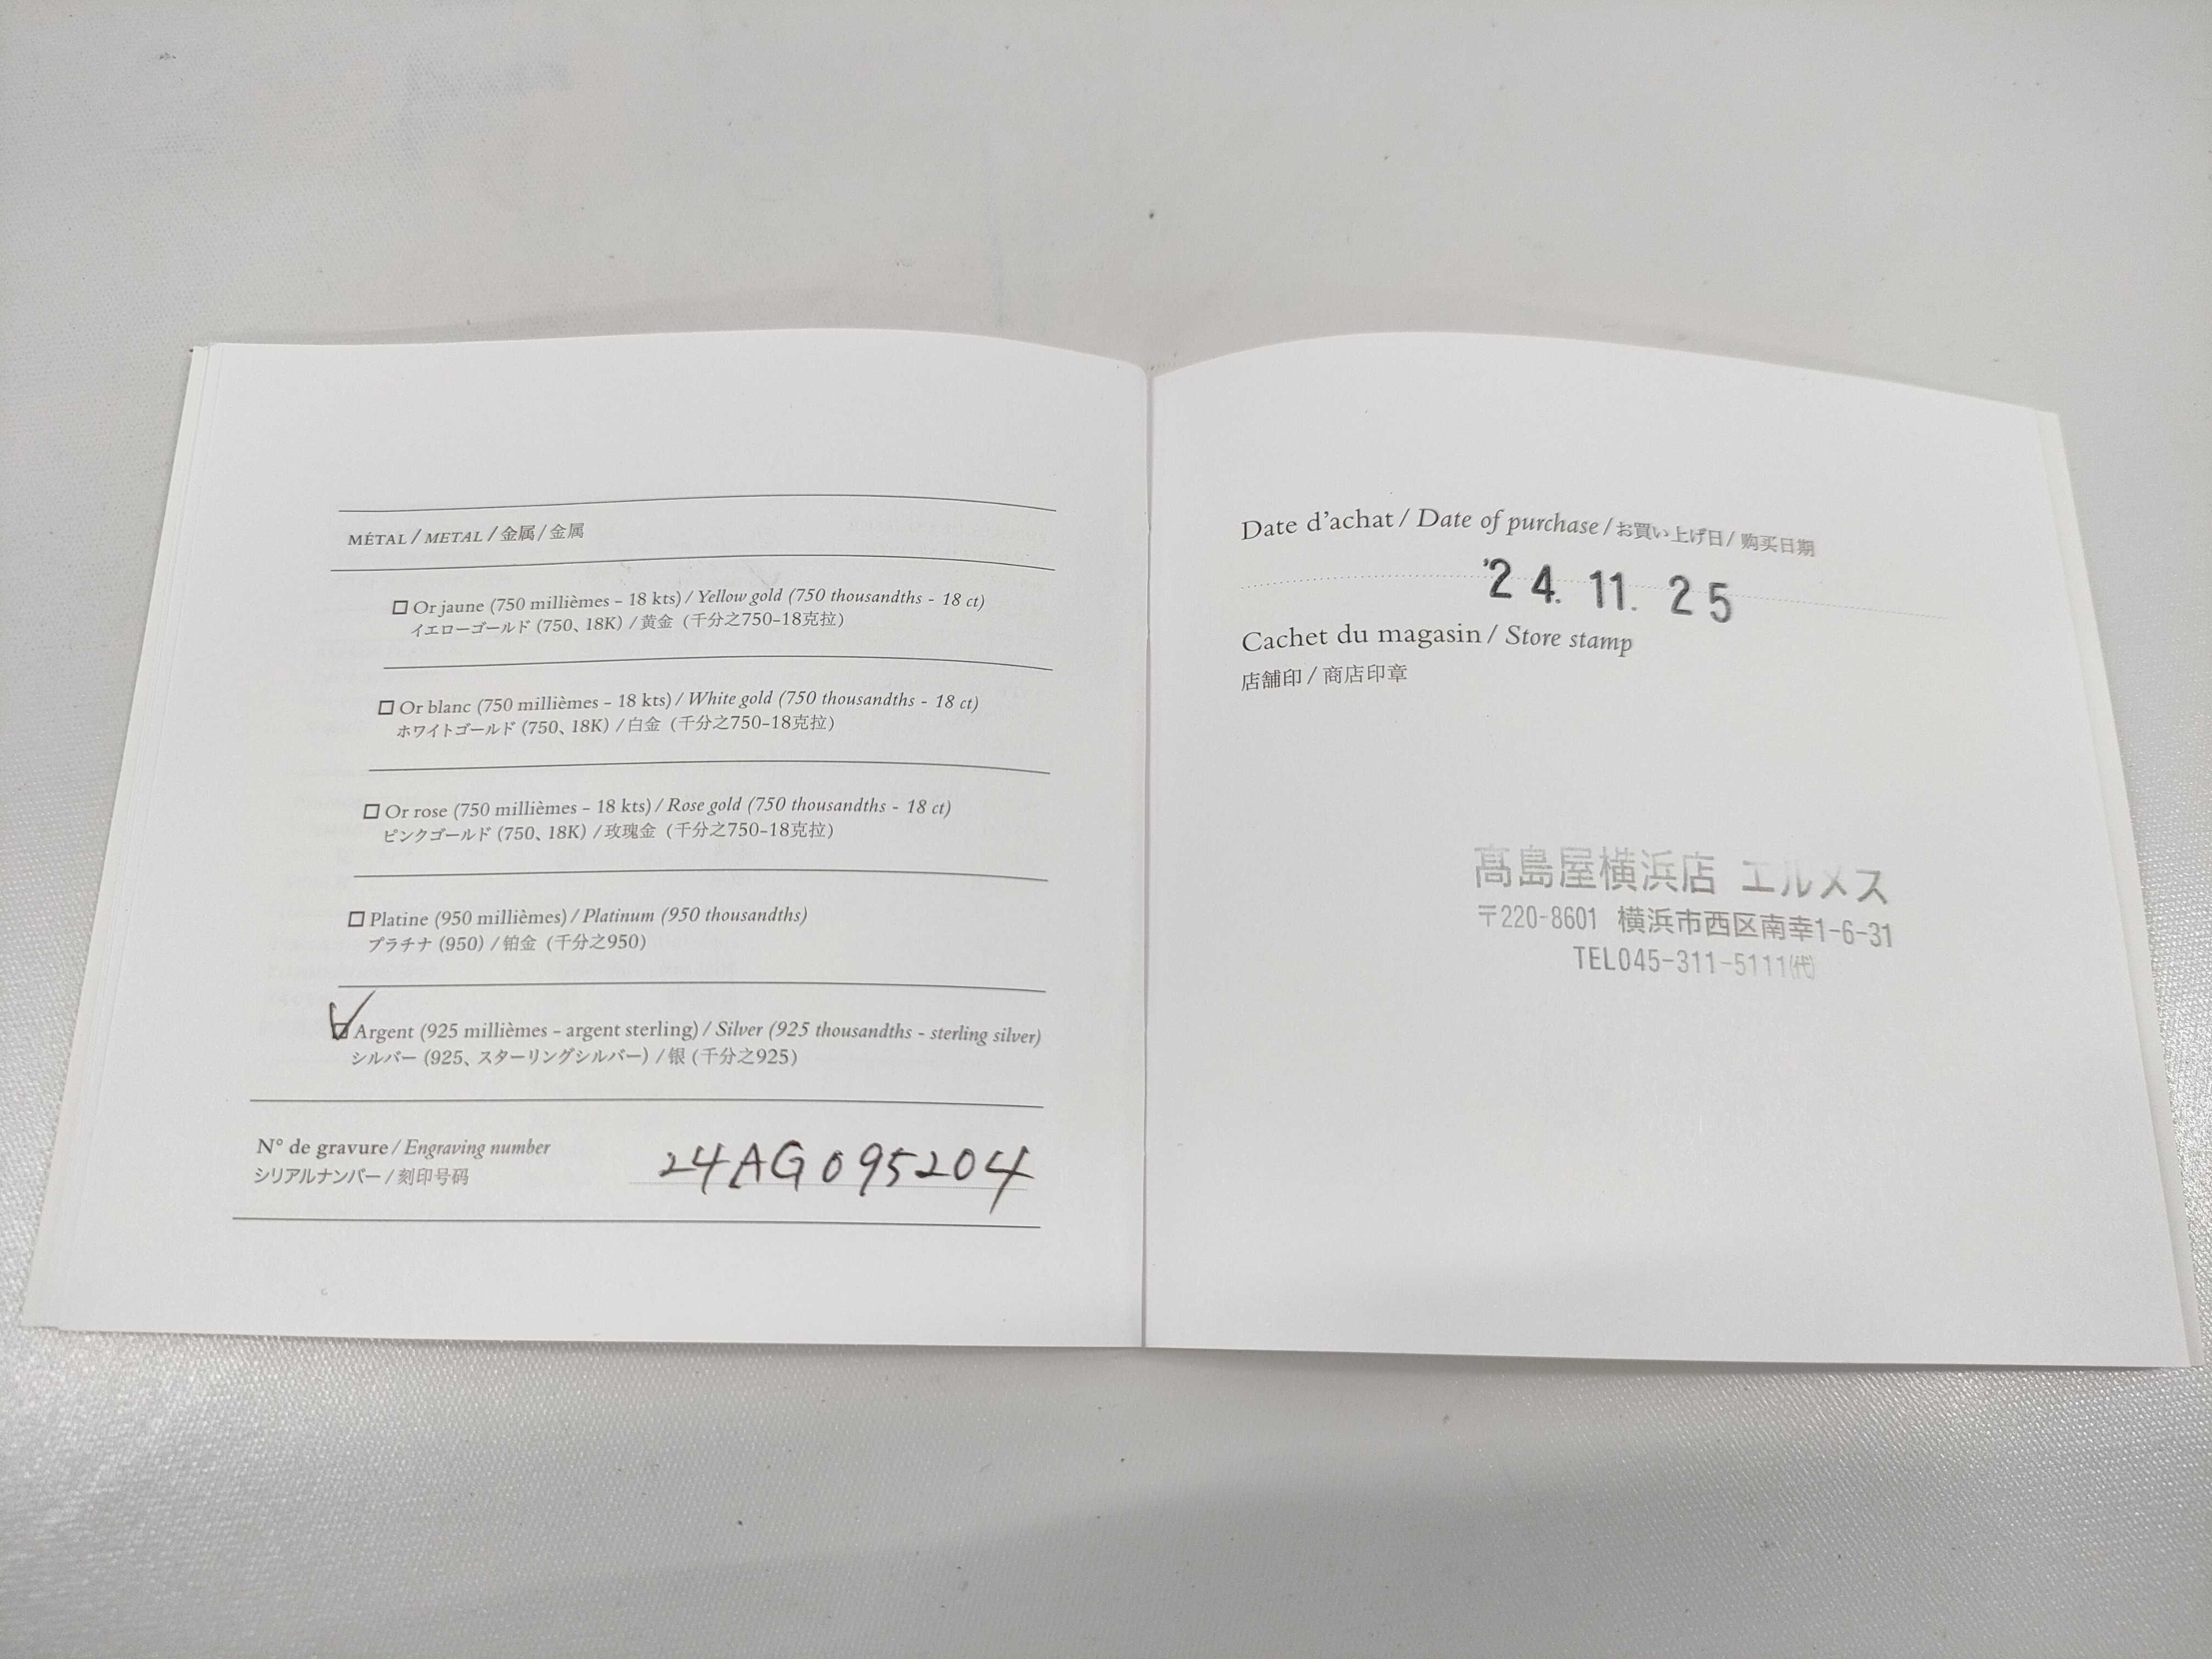 MÉTAL / METAL / 金属 / 金属
Or jaune (750 millièmes – 18 kts) / Yellow gold (750 thousandths - 18 ct)
イエローゴールド (750、18K) / 黄金 (千分之750–18克拉)
Or blanc (750 millièmes – 18 kts) / White gold (750 thousandths - 18 ct)
ホワイトゴールド (750、18K) / 白金 (千分之750–18克拉)
Or rose (750 millièmes – 18 kts) / Rose gold (750 thousandths - 18 ct)
ピンクゴールド (750、18K) / 玫瑰金 (千分之750–18克拉)
Platine (950 millièmes) / Platinum (950 thousandths)
プラチナ (950) / 铂金 (千分之950)
Argent (925 millièmes – argent sterling) / Silver (925 thousandths - sterling silver)
シルバー (925、スターリングシルバー) / 银 (千分之925)
N° de gravure / Engraving number
シリアルナンバー / 刻印号码
24AG095204
Date d'achat / Date of purchase / お買い上げ日 / 购买日期
'24. 11. 25
Cachet du magasin / Store stamp
店舗印 / 商店印章
髙島屋横浜店 エルメス
〒220-8601 横浜市西区南幸1-6-31
TEL045-311-5111(代)